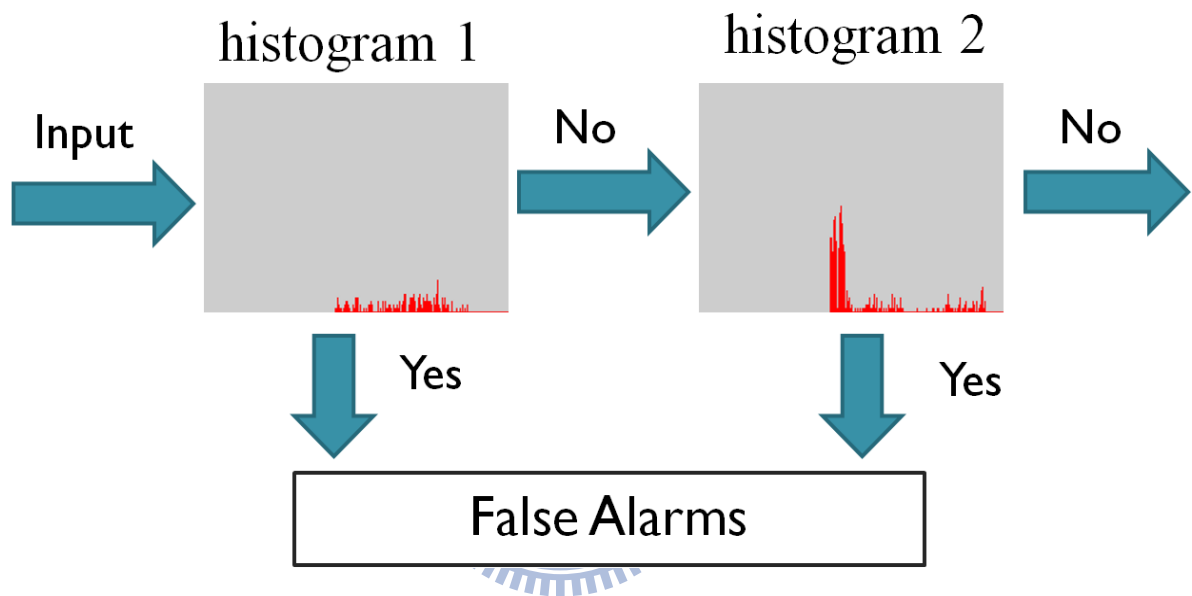 histogram 1
histogram 2
Input
No
No
Yes
Yes
False Alarms